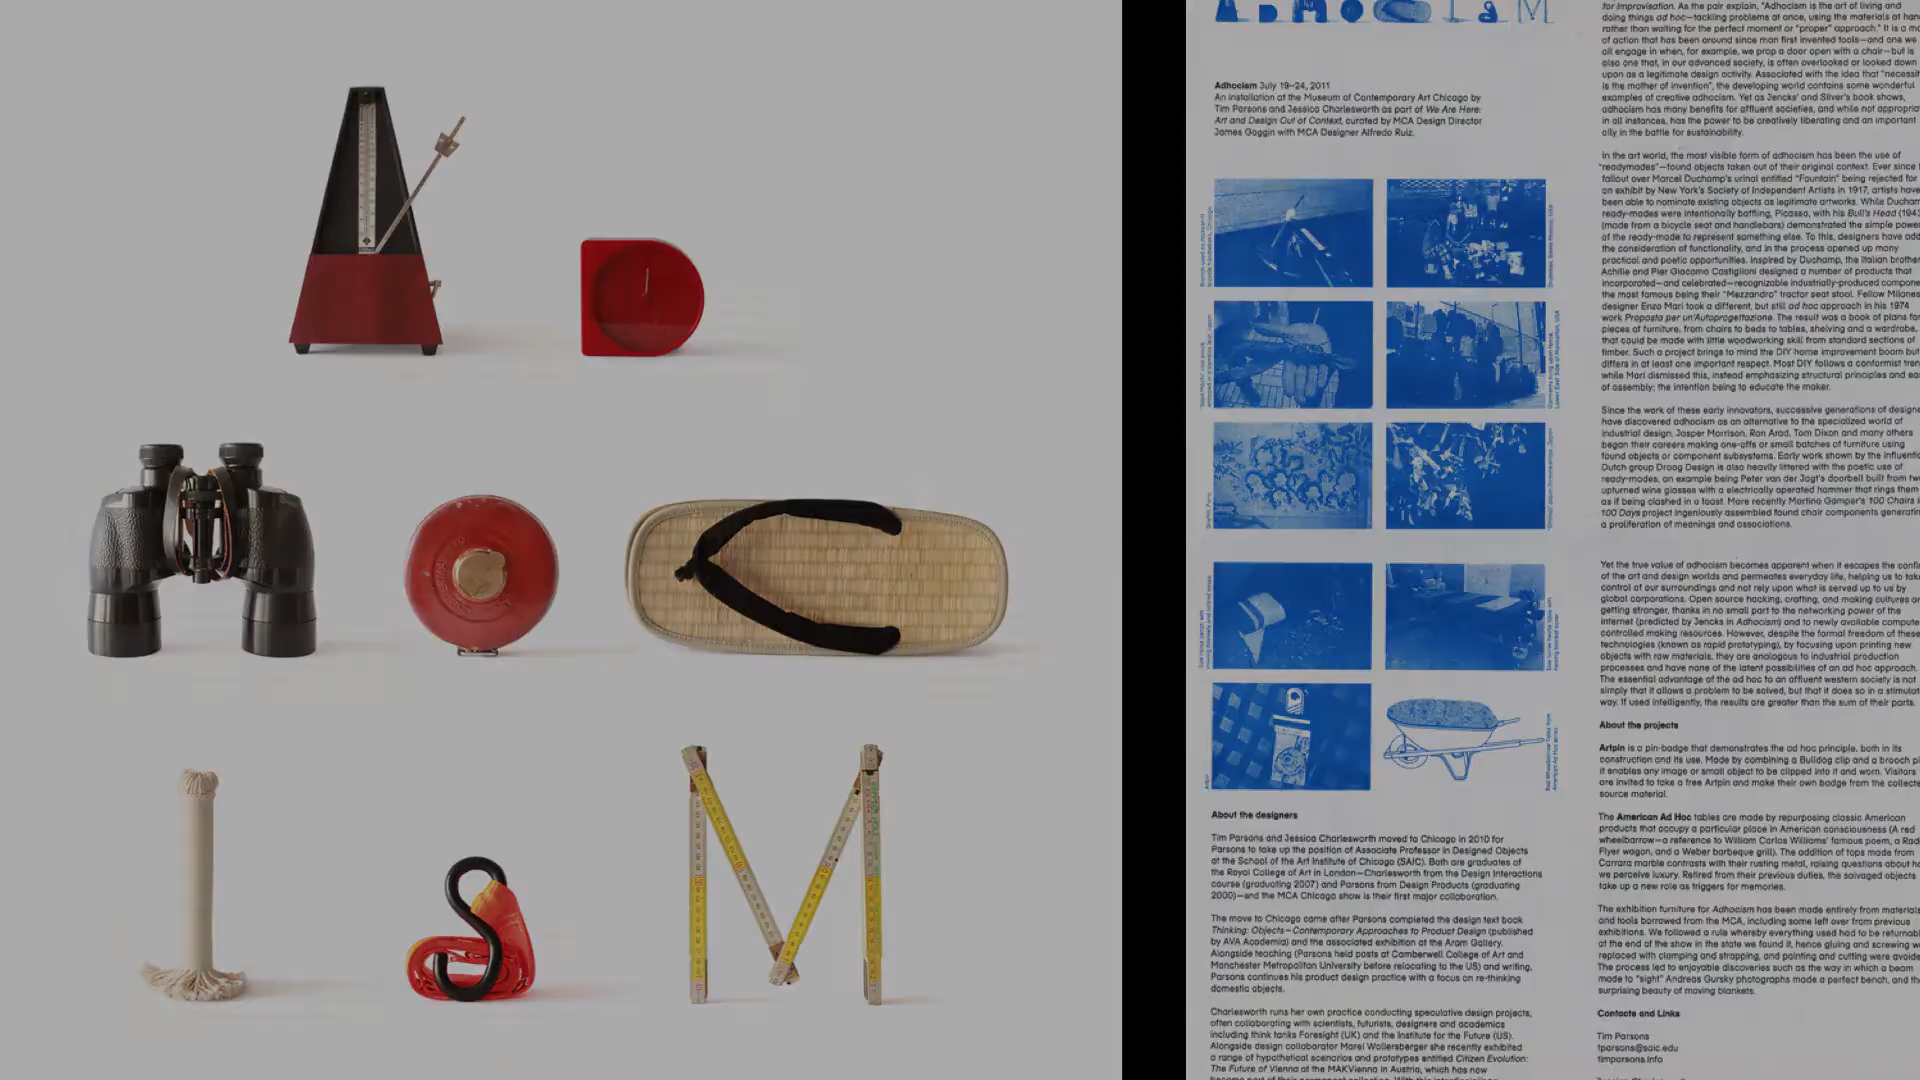 ADHOCISM
Adhocism July 19–24, 2011
An installation at the Museum of Contemporary Art Chicago by
Tim Parsons and Jessica Charlesworth as part of We Are Here:
Art and Design Out of Context, curated by MCA Design Director
James Goggin with MCA Designer Alfredo Ruiz.
About the designers
Tim Parsons and Jessica Charlesworth moved to Chicago in 2010 for
Parsons to take up the position of Associate Professor in Designed Objects
at the School of the Art Institute of Chicago (SAIC). Both are graduates of
the Royal College of Art in London—Charlesworth from the Design Interactions
course (graduating 2007) and Parsons from Design Products (graduating
2000)—and the MCA Chicago show is their first major collaboration.
The move to Chicago came after Parsons completed the design text book
Thinking: Objects – Contemporary Approaches to Product Design (published
by AVA Academia) and the associated exhibition at the Aram Gallery.
Alongside teaching (Parsons held posts at Camberwell College of Art and
Manchester Metropolitan University before relocating to the US) and writing,
Parsons continues his product design practice with a focus on re-thinking
domestic objects.
Charlesworth runs her own practice conducting speculative design projects,
often collaborating with scientists, futurists, designers and academics
including think tanks Foresight (UK) and the Institute for the Future (US).
Alongside design collaborator Marei Wollersberger she recently exhibited
a range of hypothetical scenarios and prototypes entitled Citizen Evolution:
The Future of Vienna at the MAKVienna in Austria, which has now
for Improvisation. As the pair explain, "Adhocism is the art of living and
doing things ad hoc—tackling problems at once, using the materials at han
rather than waiting for the perfect moment or "proper" approach." It is a m
of action that has been around since man first invented tools—and one we
all engage in when, for example, we prop a door open with a chair—but is
also one that, in our advanced society, is often overlooked or looked down
upon as a legitimate design activity. Associated with the idea that "necessit
is the mother of invention", the developing world contains some wonderful
examples of creative adhocism. Yet as Jencks' and Silver's book shows,
adhocism has many benefits for affluent societies, and while not appropria
in all instances, has the power to be creatively liberating and an important
ally in the battle for sustainability.
In the art world, the most visible form of adhocism has been the use of
"readymades"—found objects taken out of their original context. Ever since
fallout over Marcel Duchamp's urinal entitled "Fountain" being rejected for
an exhibit by New York's Society of Independent Artists in 1917, artists have
been able to nominate existing objects as legitimate artworks. While Ducham
ready-mades were intentionally baffling, Picasso, with his Bull's Head (194
(made from a bicycle seat and handlebars) demonstrated the simple power
of the ready-made to represent something else. To this, designers have add
the consideration of functionality, and in the process opened up many
practical and poetic opportunities. Inspired by Duchamp, the Italian brother
Achille and Pier Giacomo Castiglioni designed a number of products that
incorporated—and celebrated—recognizable industrially-produced compone
the most famous being their "Mezzandro" tractor seat stool. Fellow Milanes
designer Enzo Mari took a different, but still ad hoc approach in his 1974
work Proposta per un'Autoprogettazione. The result was a book of plans for
pieces of furniture, from chairs to beds to tables, shelving and a wardrobe,
that could be made with little woodworking skill from standard sections of
timber. Such a project brings to mind the DIY home improvement boom but
differs in at least one important respect. Most DIY follows a conformist tren
while Mari dismissed this, instead emphasizing structural principles and ea
of assembly; the intention being to educate the maker.
Since the work of these early innovators, successive generations of designe
have discovered adhocism as an alternative to the specialized world of
industrial design. Jasper Morrison, Ron Arad, Tom Dixon and many others
began their careers making one-offs or small batches of furniture using
found objects or component subsystems. Early work shown by the influentic
Dutch group Droog Design is also heavily littered with the poetic use of
ready-mades, an example being Peter van der Jagt's doorbell built from tw
upturned wine glasses with a electrically operated hammer that rings them
as if being clashed in a toast. More recently Martino Gamper's 100 Chairs i
100 Days project ingeniously assembled found chair components generatin
a proliferation of meanings and associations.
Yet the true value of adhocism becomes apparent when it escapes the confi
of the art and design worlds and permeates everyday life, helping us to take
control of our surroundings and not rely upon what is served up to us by
global corporations. Open source hacking, crafting, and making cultures ar
getting stronger, thanks in no small part to the networking power of the
internet (predicted by Jencks in Adhocism) and to newly available compute
controlled making resources. However, despite the formal freedom of these
technologies (known as rapid prototyping), by focusing upon printing new
objects with raw materials, they are analogous to industrial production
processes and have none of the latent possibilities of an ad hoc approach.
The essential advantage of the ad hoc to an affluent western society is not
simply that it allows a problem to be solved, but that it does so in a stimulat
way. If used intelligently, the results are greater than the sum of their parts.
About the projects
Artpin is a pin-badge that demonstrates the ad hoc principle, both in its
construction and its use. Made by combining a Bulldog clip and a brooch pi
it enables any image or small object to be clipped into it and worn. Visitors
are invited to take a free Artpin and make their own badge from the collecte
source material.
The American Ad Hoc tables are made by repurposing classic American
products that occupy a particular place in American consciousness (A red
wheelbarrow—a reference to William Carlos Williams' famous poem, a Radi
Flyer wagon, and a Weber barbeque grill). The addition of tops made from
Carrara marble contrasts with their rusting metal, raising questions about ho
we perceive luxury. Retired from their previous duties, the salvaged objects
take up a new role as triggers for memories.
The exhibition furniture for Adhocism has been made entirely from materials
and tools borrowed from the MCA, including some left over from previous
exhibitions. We followed a rule whereby everything used had to be returnabl
at the end of the show in the state we found it, hence gluing and screwing we
replaced with clamping and strapping, and painting and cutting were avoide
The process led to enjoyable discoveries such as the way in which a beam
made to "sight" Andreas Gursky photographs made a perfect bench, and the
surprising beauty of moving blankets.
Contacts and Links
Tim Parsons
tparsons@saic.edu
timparsons.info